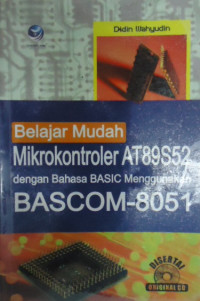 Didin Wahyudin
Belajar Mudah
Mikrokontroler AT89S52
dengan Bahasa BASIC Menggunakan
BASCOM-8051
DISERTAI
ORIGINAL CD